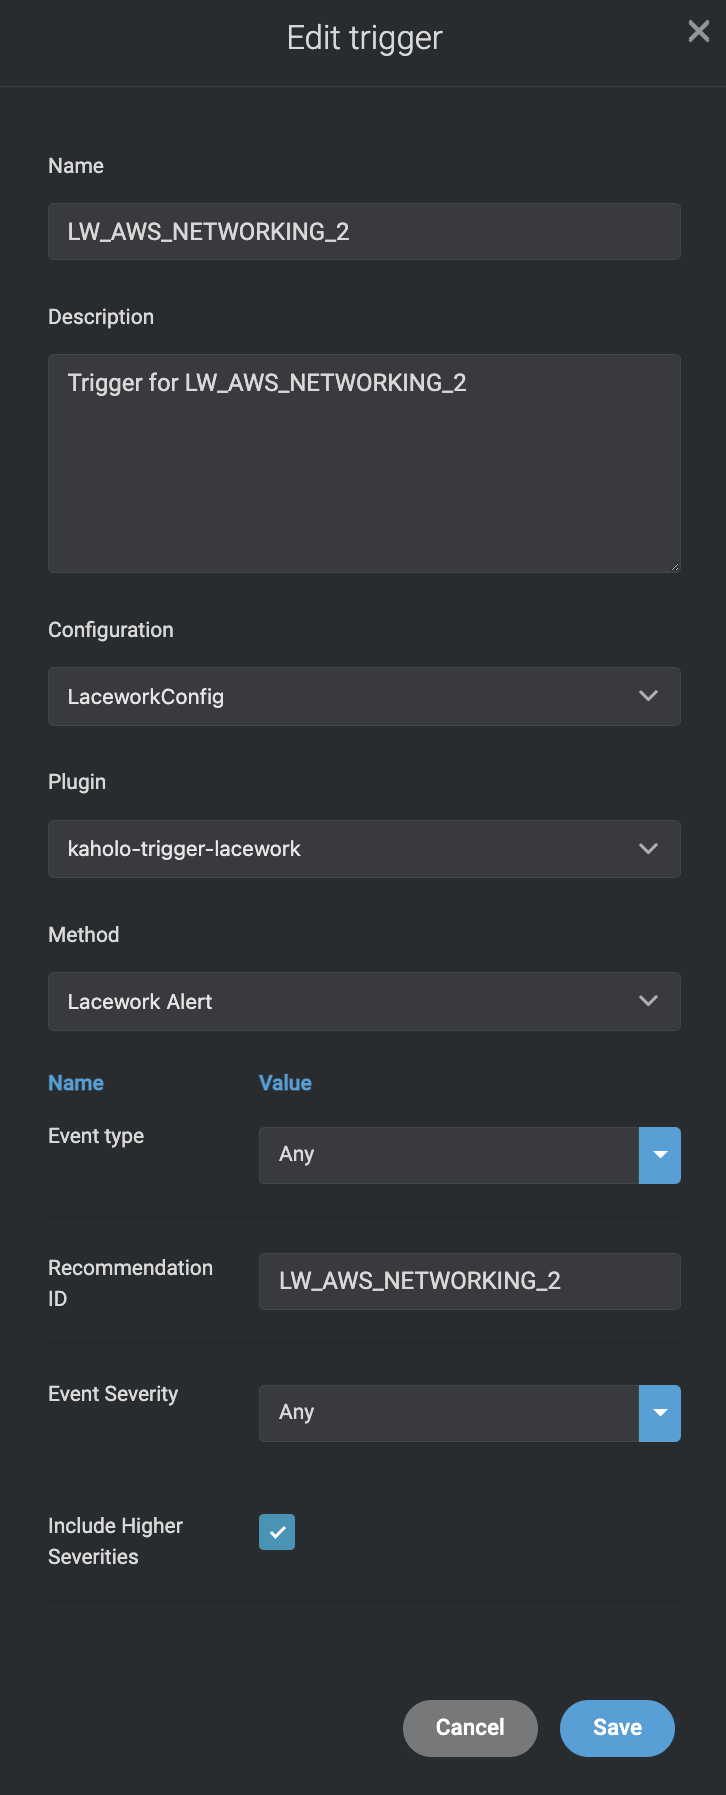 Edit trigger
Name
LW_AWS_NETWORKING_2
Description
Trigger for LW_AWS_NETWORKING_2
Configuration
LaceworkConfig
Plugin
kaholo-trigger-lacework
Method
Lacework Alert
Name Value
Event type Any
Recommendation
ID
LW_AWS_NETWORKING_2
Event Severity Any
Include Higher
Severities
Cancel Save